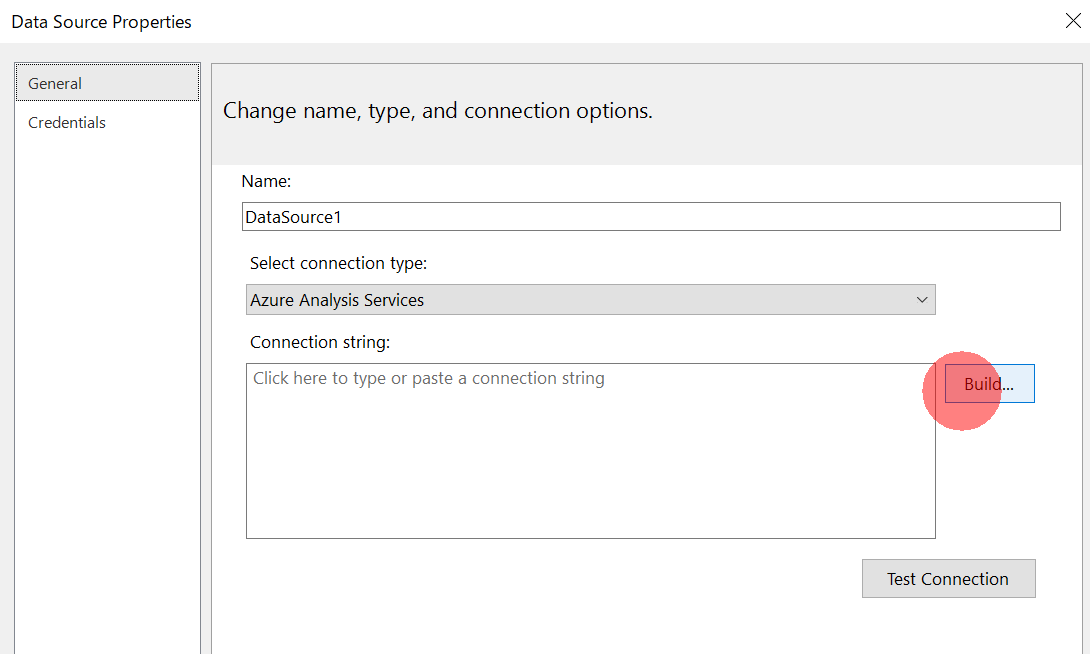 Data Source Properties
General
Credentials
Change name, type, and connection options.
Name:
DataSource1
Select connection type:
Azure Analysis Services
Connection string:
Click here to type or paste a connection string
Build...
Test Connection